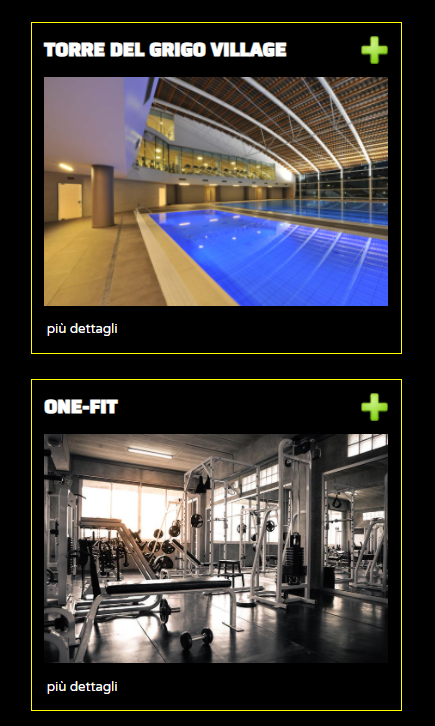 TORRE DEL GRIGO VILLAGE
più dettagli
ONE-FIT
più dettagli